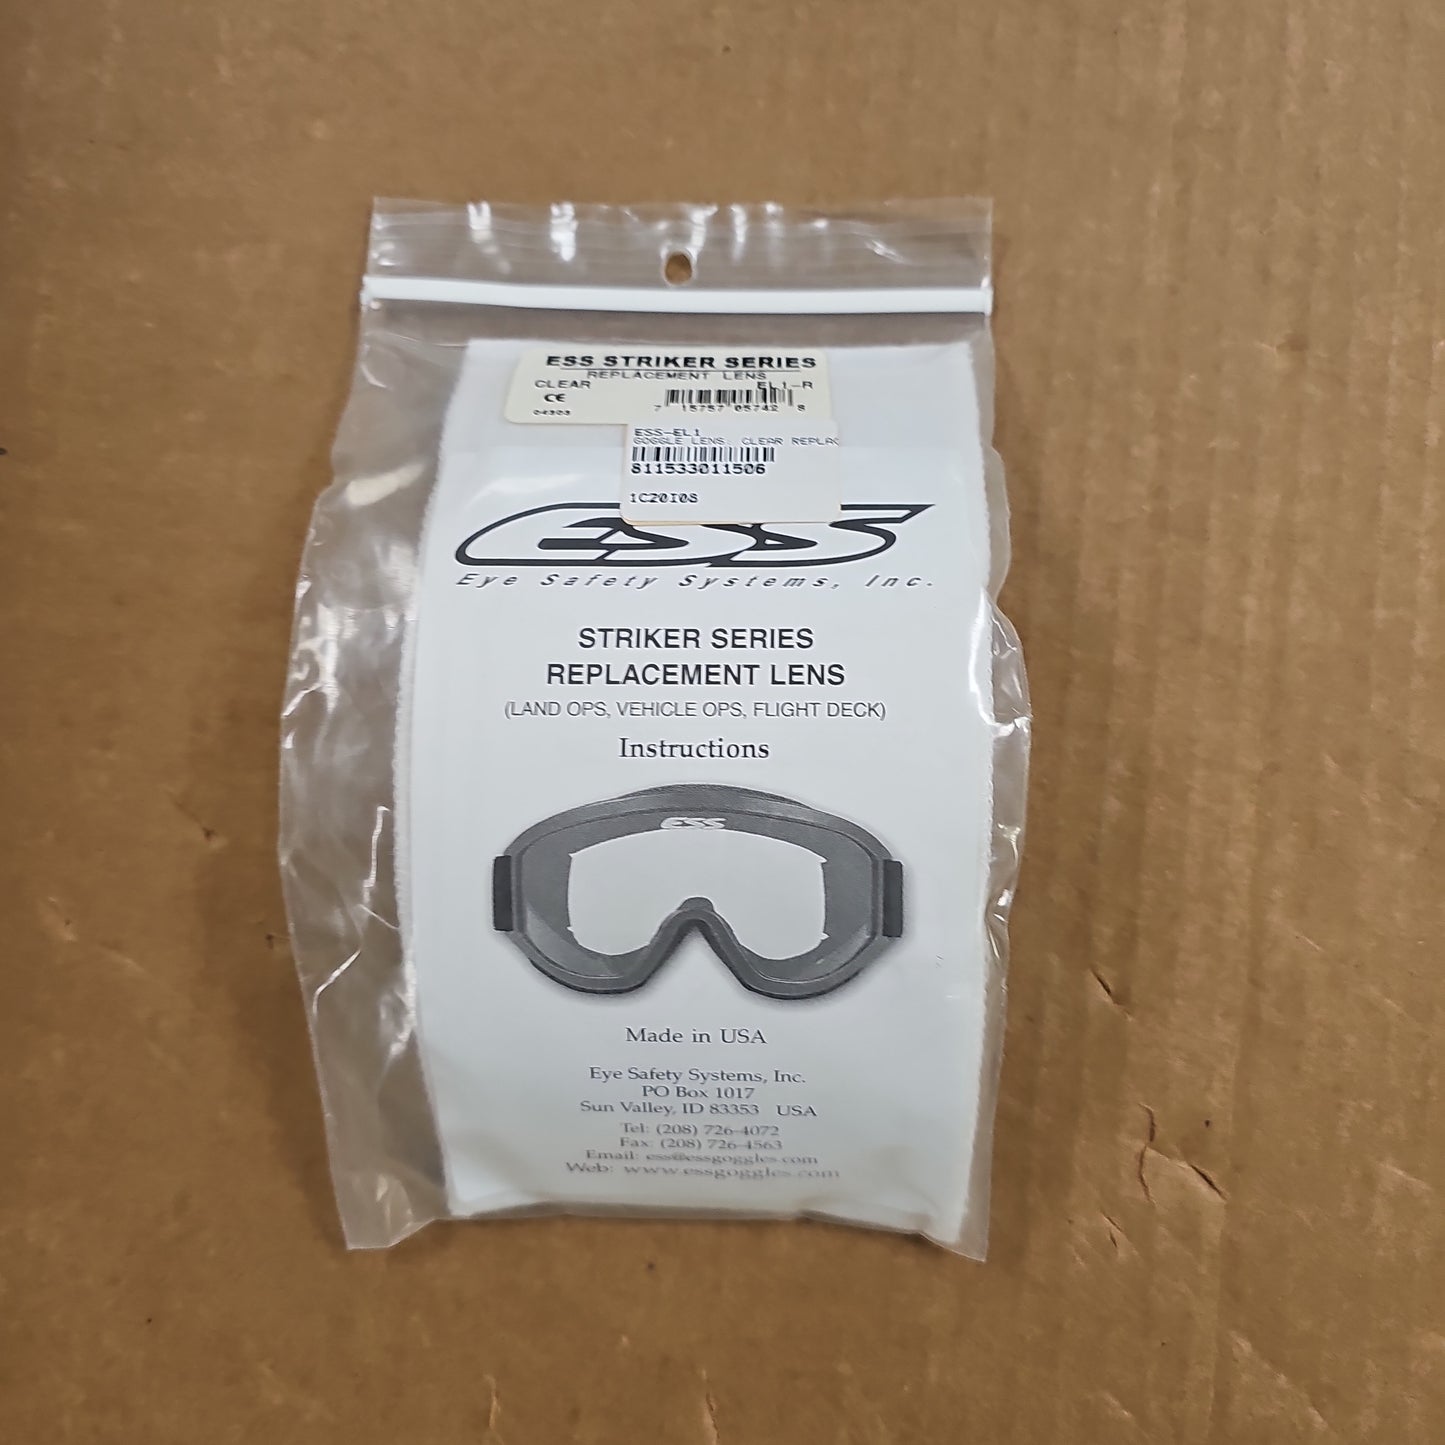 ESS STRIKER SERIES
REPLACEMENT LENS
CLEAR EL1-R
CE
04303
7 15757 05742 8
ESS-EL1
GOGGLE LENS: CLEAR REPLAC
811533011506
1C20I08
ESS
Eye Safety Systems, Inc.
STRIKER SERIES
REPLACEMENT LENS
(LAND OPS, VEHICLE OPS, FLIGHT DECK)
Instructions
ESS
Made in USA
Eye Safety Systems, Inc.
PO Box 1017
Sun Valley, ID 83353 USA
Tel: (208) 726-4072
Fax: (208) 726-4563
Email: ess@essgoggles.com
Web: www.essgoggles.com